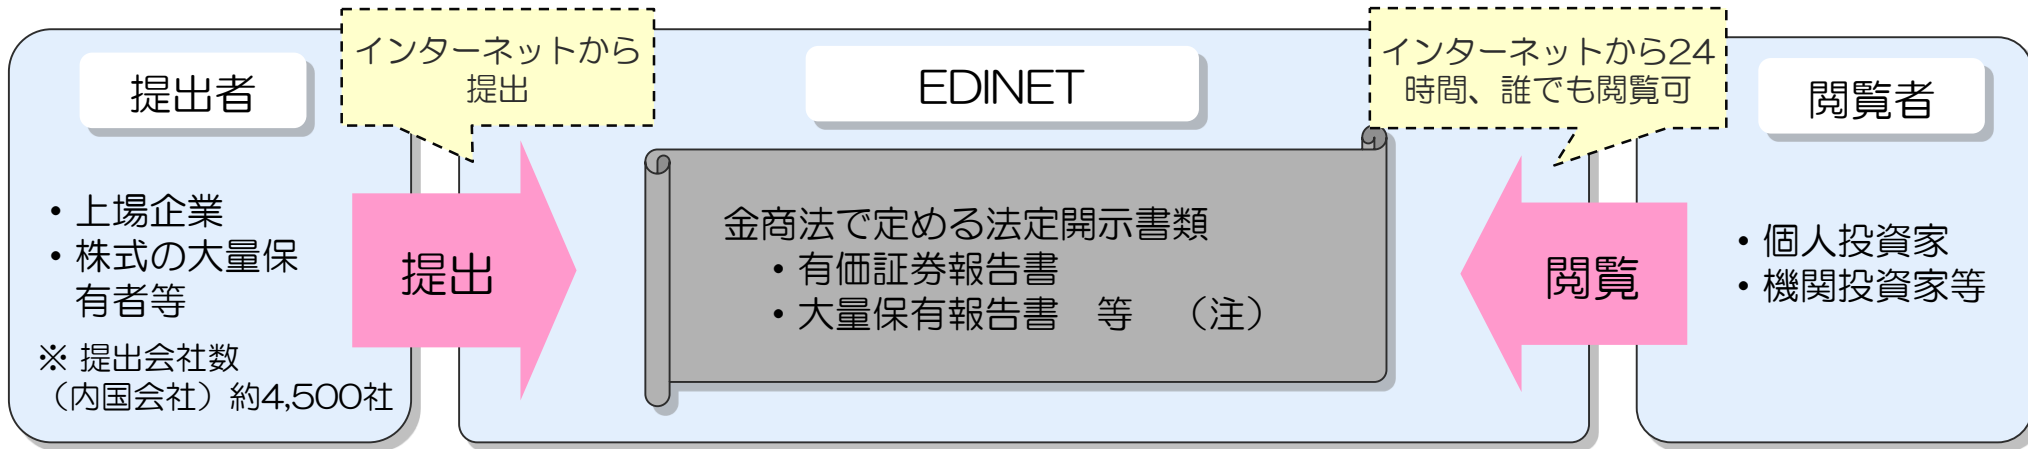 提出者
・上場企業
・株式の大量保
有者等
※ 提出会社数
（内国会社）約4,500社
インターネットから
提出
提出
EDINET
金商法で定める法定開示書類
・有価証券報告書
・大量保有報告書　等　（注）
インターネットから24
時間、誰でも閲覧可
閲覧
閲覧者
・個人投資家
・機関投資家等